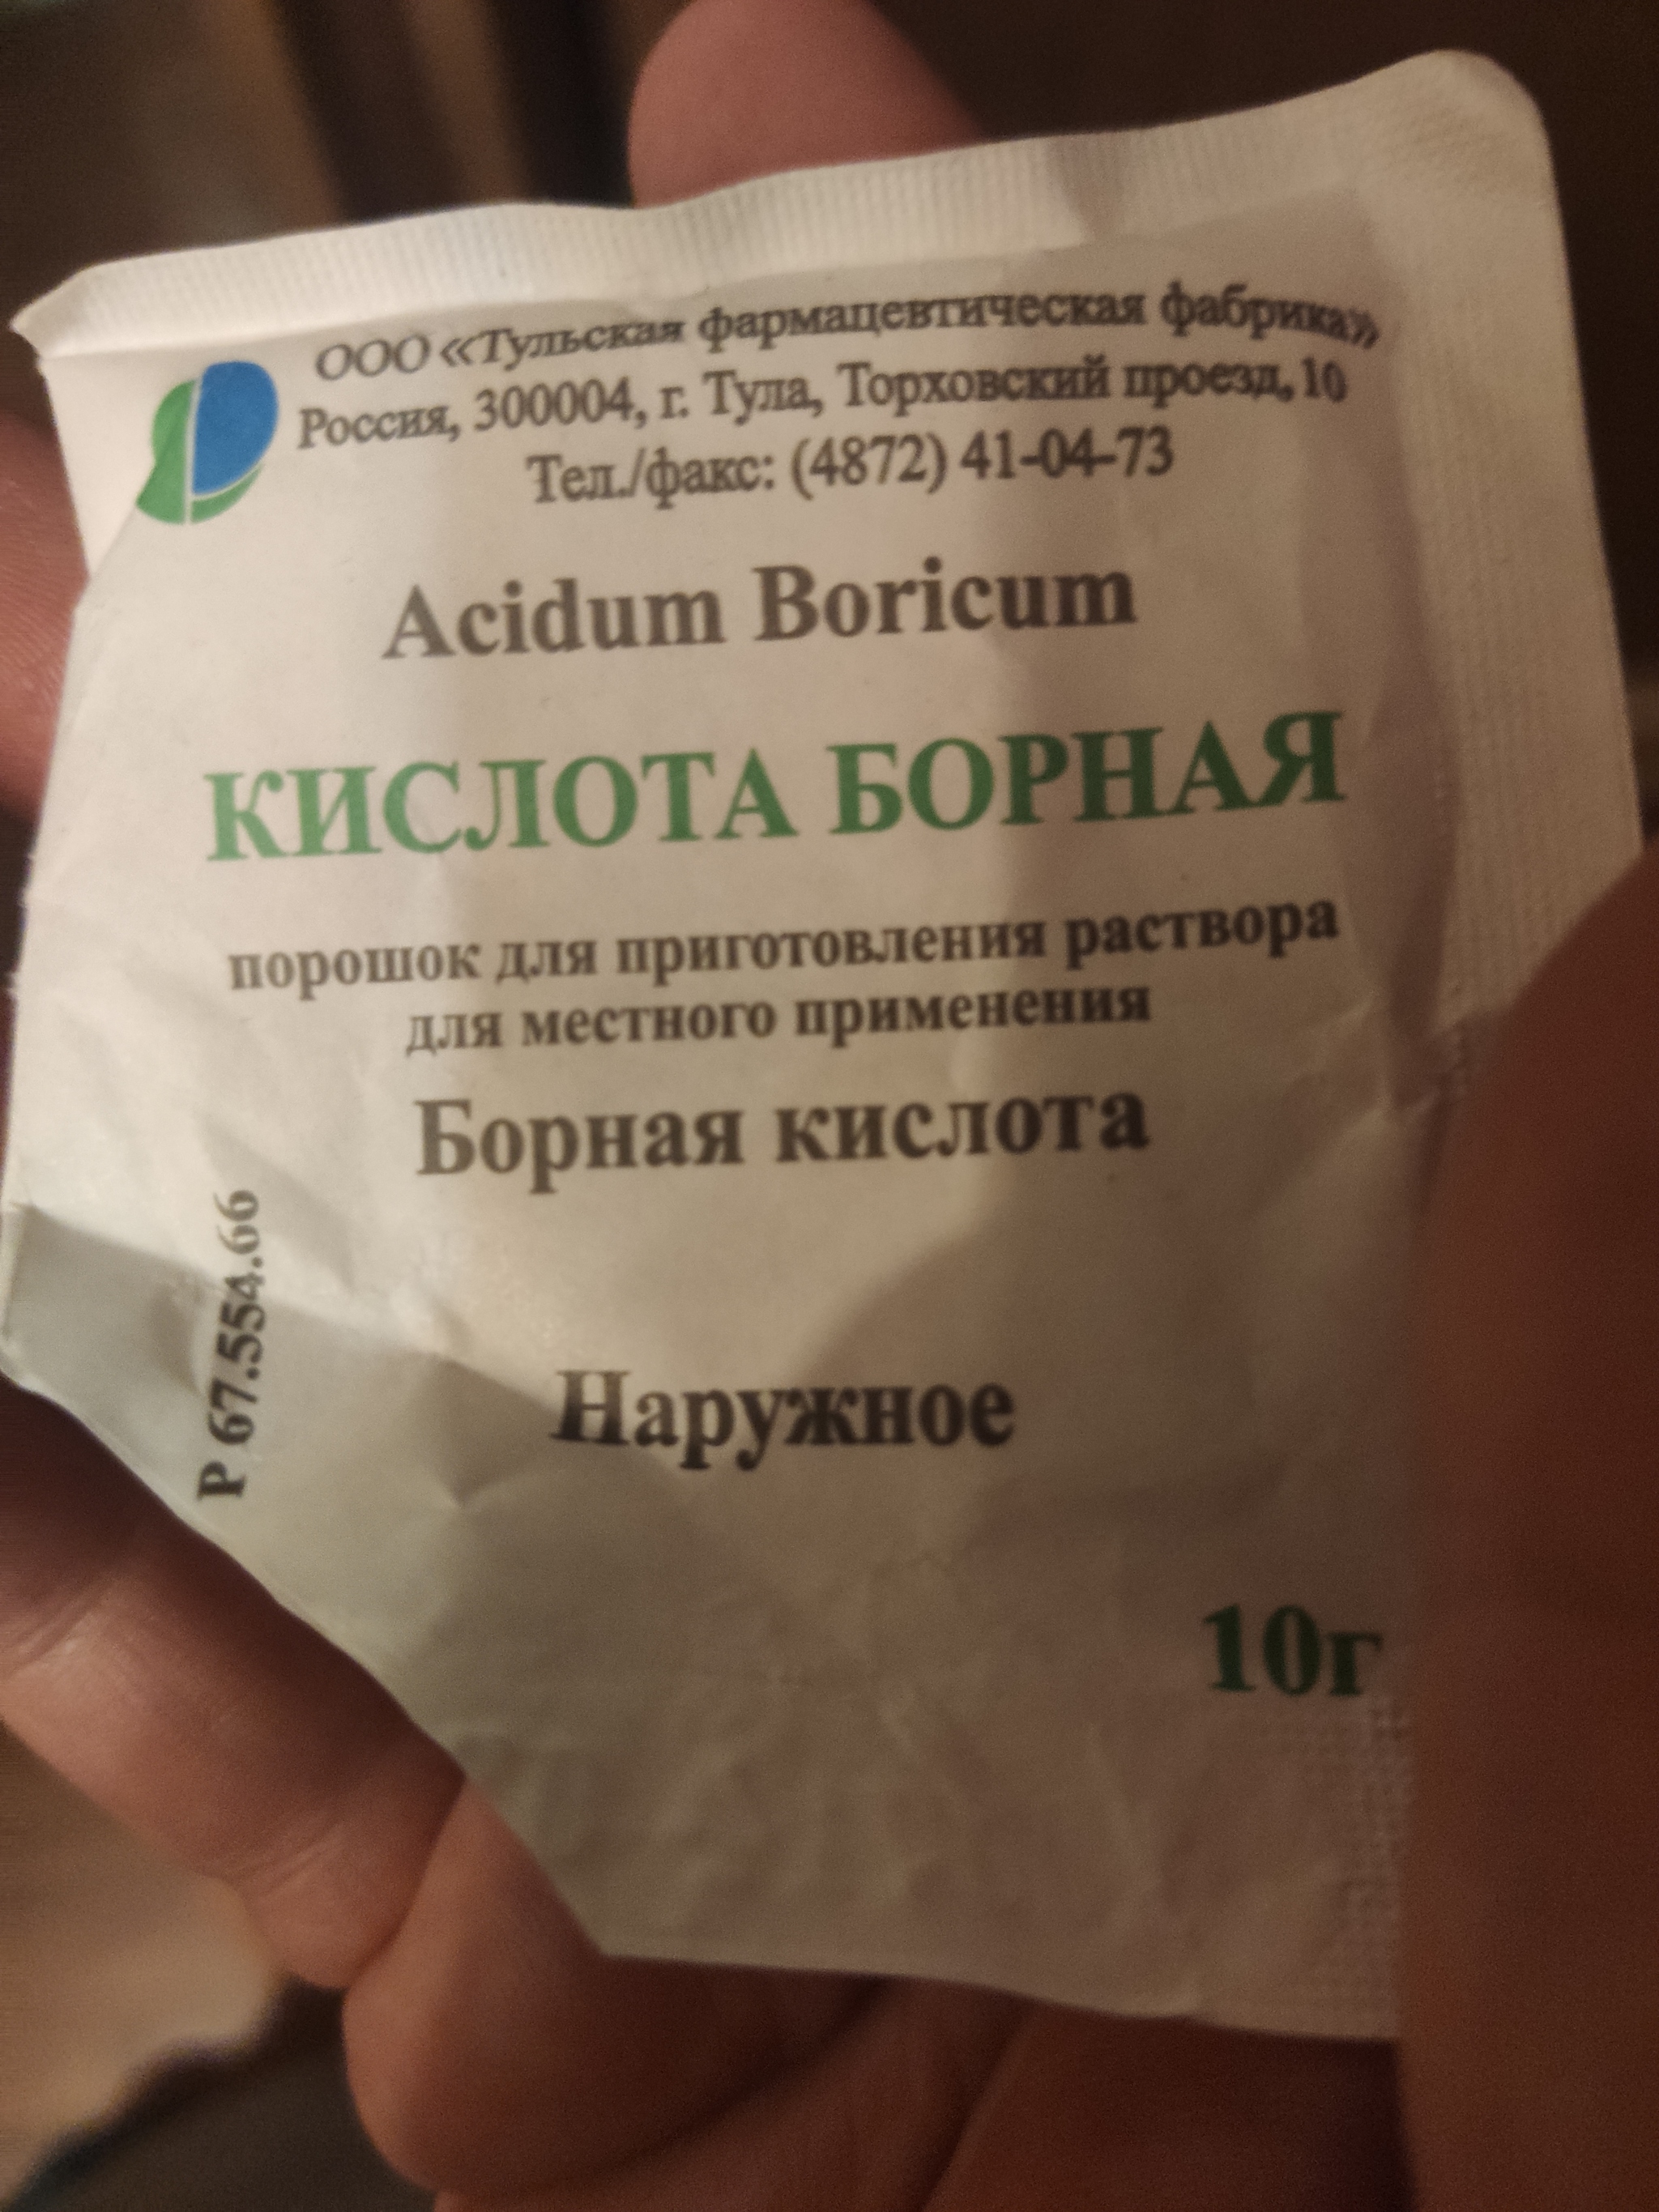 ООО «Тульская фармацевтическая фабрика»
Россия, 300004, г. Тула, Торховский проезд, 10
Тел./факс: (4872) 41-04-73
Acidum Boricum
КИСЛОТА БОРНАЯ
порошок для приготовления раствора
для местного применения
Борная кислота
Р 67.554.66
Наружное
10г